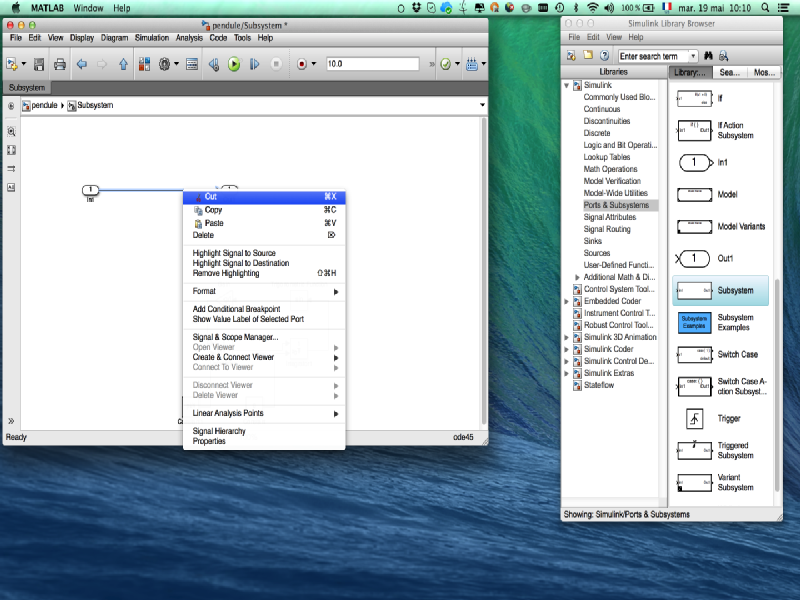 MATLAB Window Help
100 % mar. 19 mai 10:10
pendule/Subsystem *
File Edit View Display Diagram Simulation Analysis Code Tools Help
10.0
Subsystem
pendule Subsystem
1
In1
Cut ⌘X
Copy ⌘C
Paste ⌘V
Delete
Highlight Signal to Source
Highlight Signal to Destination
Remove Highlighting ⇧⌘H
Format
Add Conditional Breakpoint
Show Value Label of Selected Port
Signal & Scope Manager...
Open Viewer
Create & Connect Viewer
Connect To Viewer
Disconnect Viewer
Delete Viewer
Linear Analysis Points
Signal Hierarchy
Properties
Ready ode45
Simulink Library Browser
File Edit View Help
Enter search term
Libraries
Library:... Sea... Mos...
Simulink
Commonly Used Blo...
Continuous
Discontinuities
Discrete
Logic and Bit Operati...
Lookup Tables
Math Operations
Model Verification
Model-Wide Utilities
Ports & Subsystems
Signal Attributes
Signal Routing
Sinks
Sources
User-Defined Functi...
Additional Math & Di...
Control System Tool...
Embedded Coder
Instrument Control T...
Robust Control Tool...
Simulink 3D Animation
Simulink Coder
Simulink Control De...
Simulink Extras
Stateflow
If
If Action
Subsystem
1
In1
Model
Model Variants
1
Out1
Subsystem
Subsystem
Examples
Subsystem
Examples
Switch Case
Switch Case A-
ction Subsyst...
Trigger
Triggered
Subsystem
Variant
Subsystem
Showing: Simulink/Ports & Subsystems